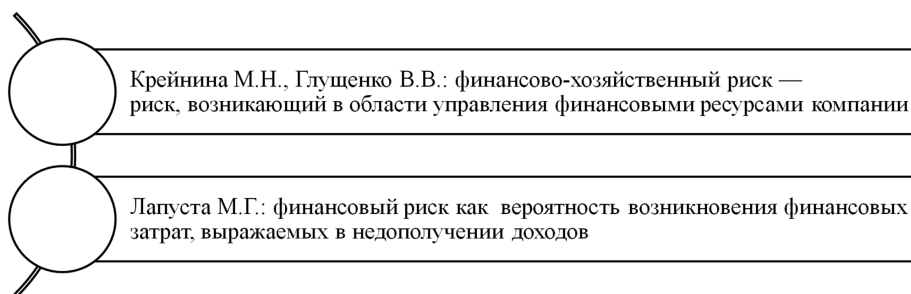 Крейнина М.Н., Глущенко В.В.: финансово-хозяйственный риск —
риск, возникающий в области управления финансовыми ресурсами компании
Лапуста М.Г.: финансовый риск как вероятность возникновения финансовых
затрат, выражаемых в недополучении доходов